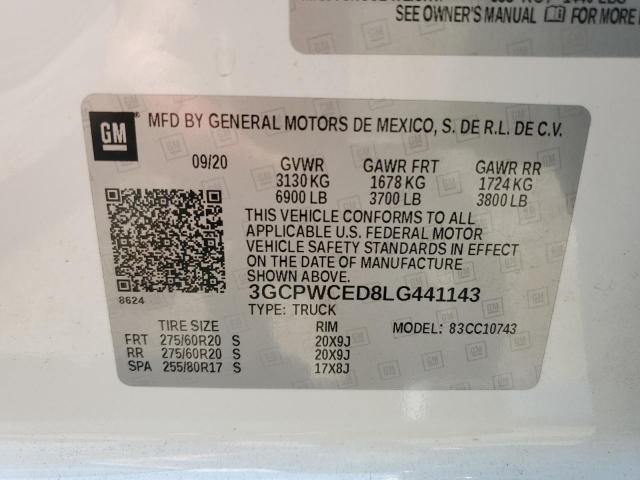 SEE OWNER'S MANUAL FOR MORE
GM ® MFD BY GENERAL MOTORS DE MEXICO, S. DE R.L. DE C.V.
09/20 GVWR GAWR FRT GAWR RR
3130 KG 1678 KG 1724 KG
6900 LB 3700 LB 3800 LB
THIS VEHICLE CONFORMS TO ALL
APPLICABLE U.S. FEDERAL MOTOR
VEHICLE SAFETY STANDARDS IN EFFECT
ON THE DATE OF MANUFACTURE
SHOWN ABOVE.
8624 3GCPWCED8LG441143
TYPE: TRUCK
TIRE SIZE RIM MODEL: 83CC10743
FRT 275/60R20 S 20X9J
RR 275/60R20 S 20X9J
SPA 255/80R17 S 17X8J